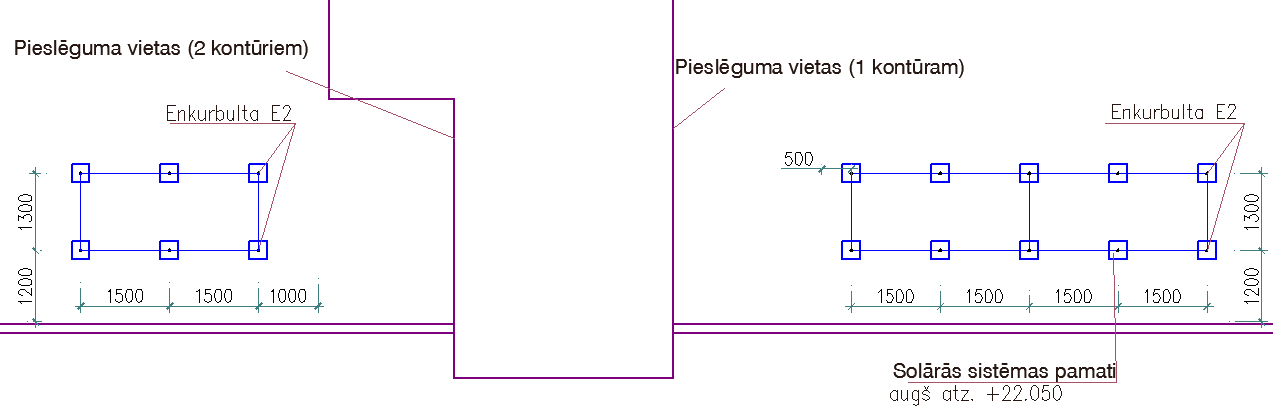 Pieslēguma vietas (2 kontūriem)
Pieslēguma vietas (1 kontūram)
Enkurbulta E2
Enkurbulta E2
500
1300
1300
1200
1500
1500
1000
1500
1500
1500
1500
1200
Solārās sistēmas pamati
augš atz. +22.050